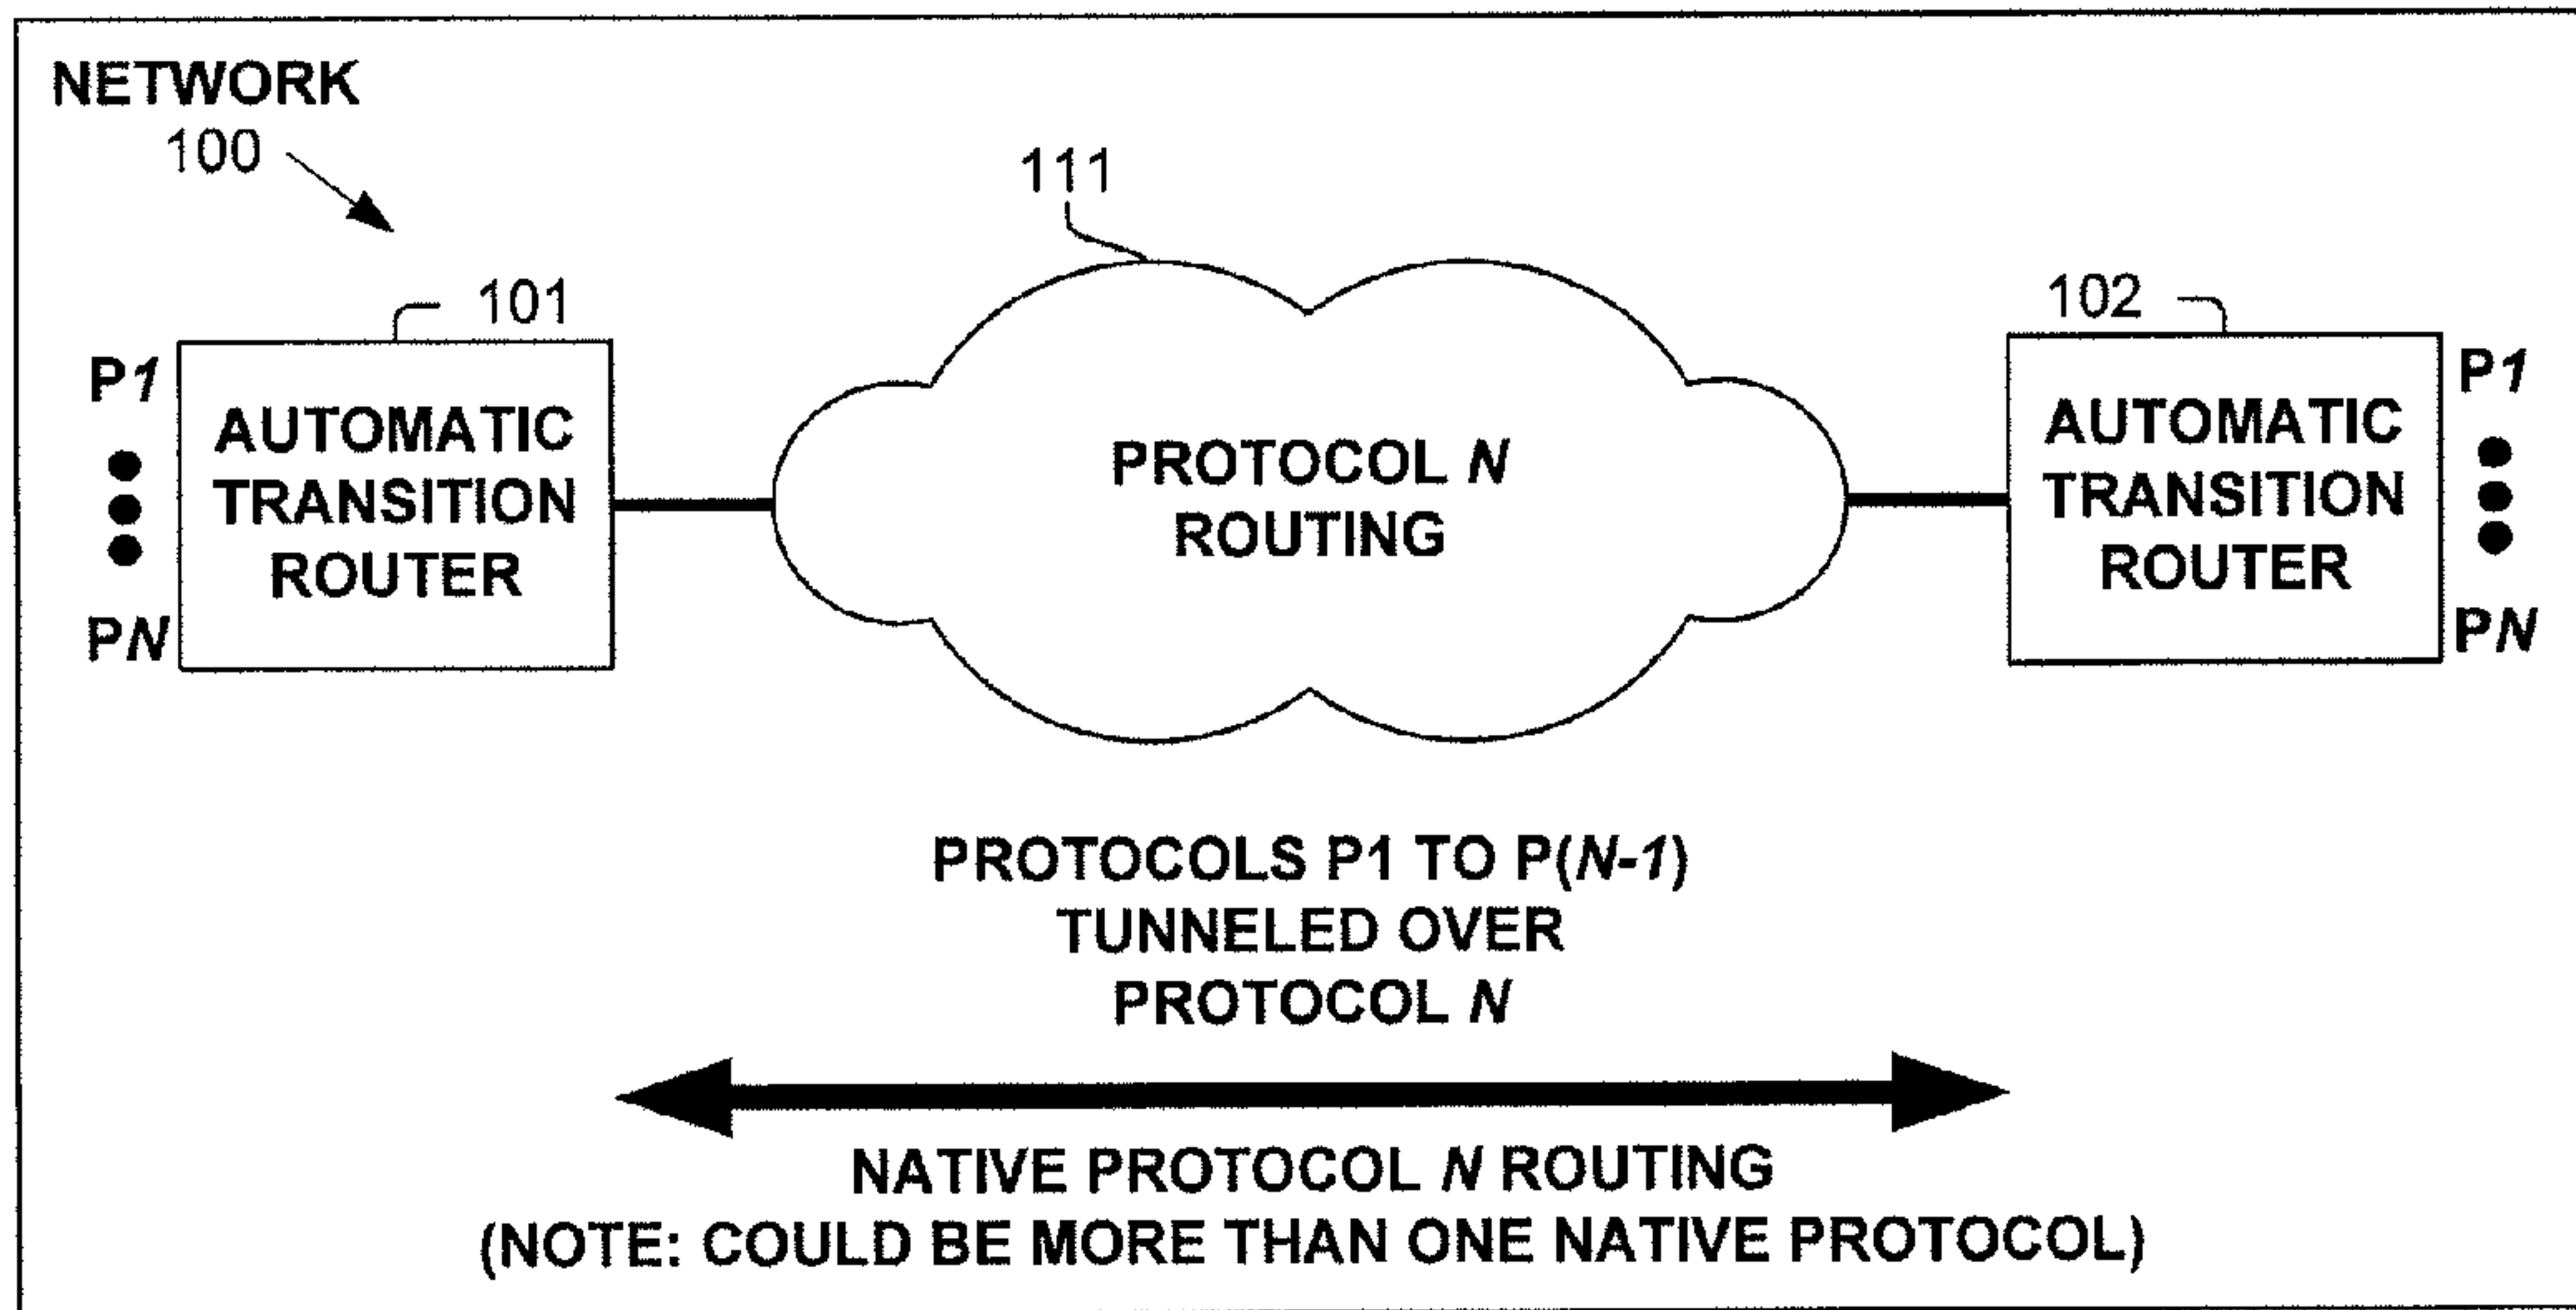 NETWORK
100
111
101
102
P1
AUTOMATIC
TRANSITION
ROUTER
PN
PROTOCOL N
ROUTING
AUTOMATIC
TRANSITION
ROUTER
P1
PN
PROTOCOLS P1 TO P(N-1)
TUNNELED OVER
PROTOCOL N
NATIVE PROTOCOL N ROUTING
(NOTE: COULD BE MORE THAN ONE NATIVE PROTOCOL)